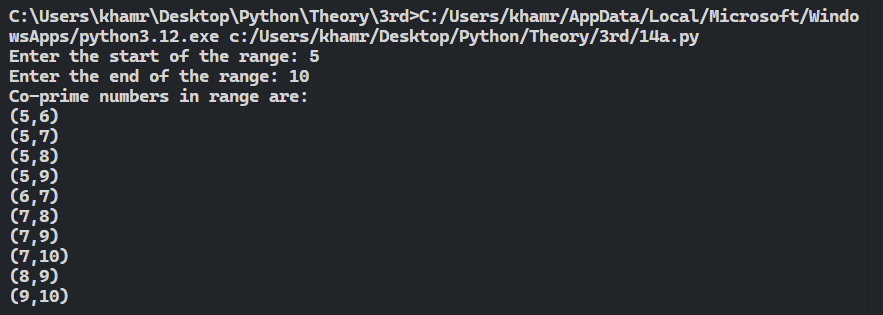 C:\Users\khamr\Desktop\Python\Theory\3rd>C:/Users/khamr/AppData/Local/Microsoft/Windo
wsApps/python3.12.exe c:/Users/khamr/Desktop/Python/Theory/3rd/14a.py
Enter the start of the range: 5
Enter the end of the range: 10
Co-prime numbers in range are:
(5,6)
(5,7)
(5,8)
(5,9)
(6,7)
(7,8)
(7,9)
(7,10)
(8,9)
(9,10)